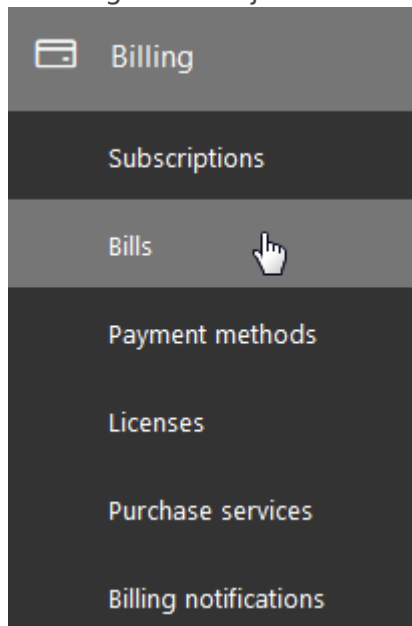 Billing
Subscriptions
Bills
Payment methods
Licenses
Purchase services
Billing notifications